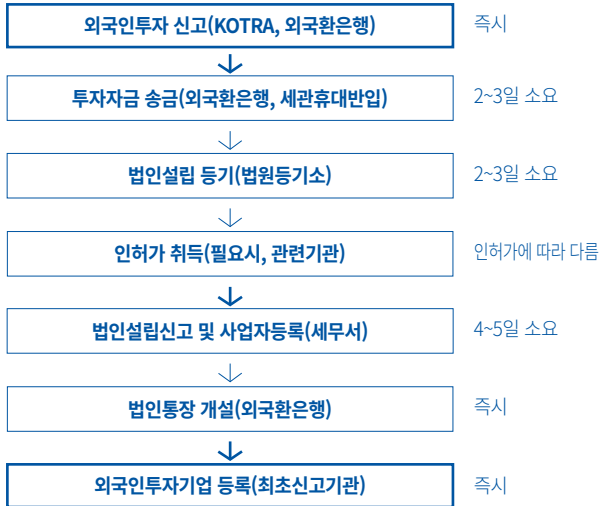 외국인투자 신고(KOTRA, 외국환은행) 즉시
투자자금 송금(외국환은행, 세관휴대반입) 2~3일 소요
법인설립 등기(법원등기소) 2~3일 소요
인허가 취득(필요시, 관련기관) 인허가에 따라 다름
법인설립신고 및 사업자등록(세무서) 4~5일 소요
법인통장 개설(외국환은행) 즉시
외국인투자기업 등록(최초신고기관) 즉시